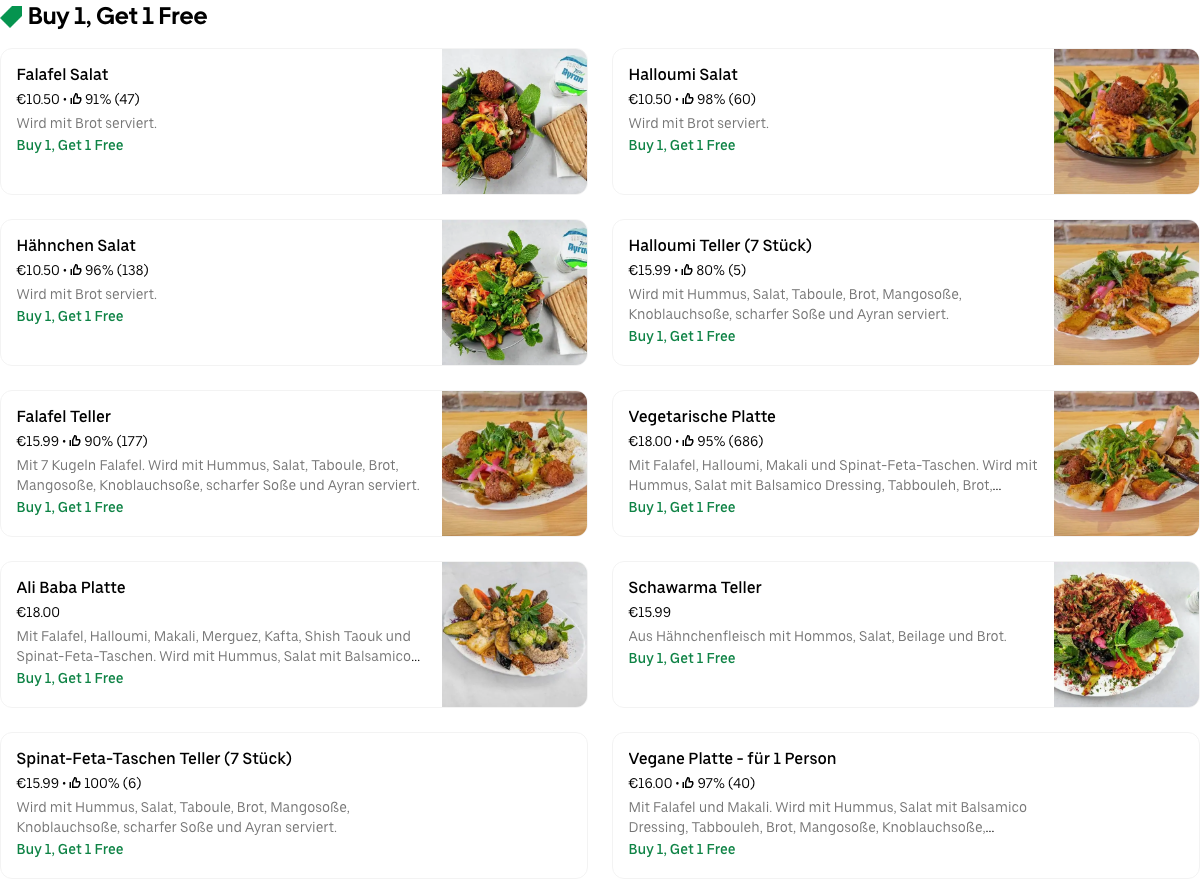 Buy 1, Get 1 Free
Falafel Salat
€10.50 • 91% (47)
Wird mit Brot serviert.
Buy 1, Get 1 Free
Ayran
Halloumi Salat
€10.50 • 98% (60)
Wird mit Brot serviert.
Buy 1, Get 1 Free
Hähnchen Salat
€10.50 • 96% (138)
Wird mit Brot serviert.
Buy 1, Get 1 Free
Ayran
Halloumi Teller (7 Stück)
€15.99 • 80% (5)
Wird mit Hummus, Salat, Taboule, Brot, Mangosoße,
Knoblauchsoße, scharfer Soße und Ayran serviert.
Buy 1, Get 1 Free
Falafel Teller
€15.99 • 90% (177)
Mit 7 Kugeln Falafel. Wird mit Hummus, Salat, Taboule, Brot,
Mangosoße, Knoblauchsoße, scharfer Soße und Ayran serviert.
Buy 1, Get 1 Free
Vegetarische Platte
€18.00 • 95% (686)
Mit Falafel, Halloumi, Makali und Spinat-Feta-Taschen. Wird mit
Hummus, Salat mit Balsamico Dressing, Tabbouleh, Brot,...
Buy 1, Get 1 Free
Ali Baba Platte
€18.00
Mit Falafel, Halloumi, Makali, Merguez, Kafta, Shish Taouk und
Spinat-Feta-Taschen. Wird mit Hummus, Salat mit Balsamico...
Buy 1, Get 1 Free
Schawarma Teller
€15.99
Aus Hähnchenfleisch mit Hommos, Salat, Beilage und Brot.
Buy 1, Get 1 Free
Spinat-Feta-Taschen Teller (7 Stück)
€15.99 • 100% (6)
Wird mit Hummus, Salat, Taboule, Brot, Mangosoße,
Knoblauchsoße, scharfer Soße und Ayran serviert.
Buy 1, Get 1 Free
Vegane Platte - für 1 Person
€16.00 • 97% (40)
Mit Falafel und Makali. Wird mit Hummus, Salat mit Balsamico
Dressing, Tabbouleh, Brot, Mangosoße, Knoblauchsoße,...
Buy 1, Get 1 Free